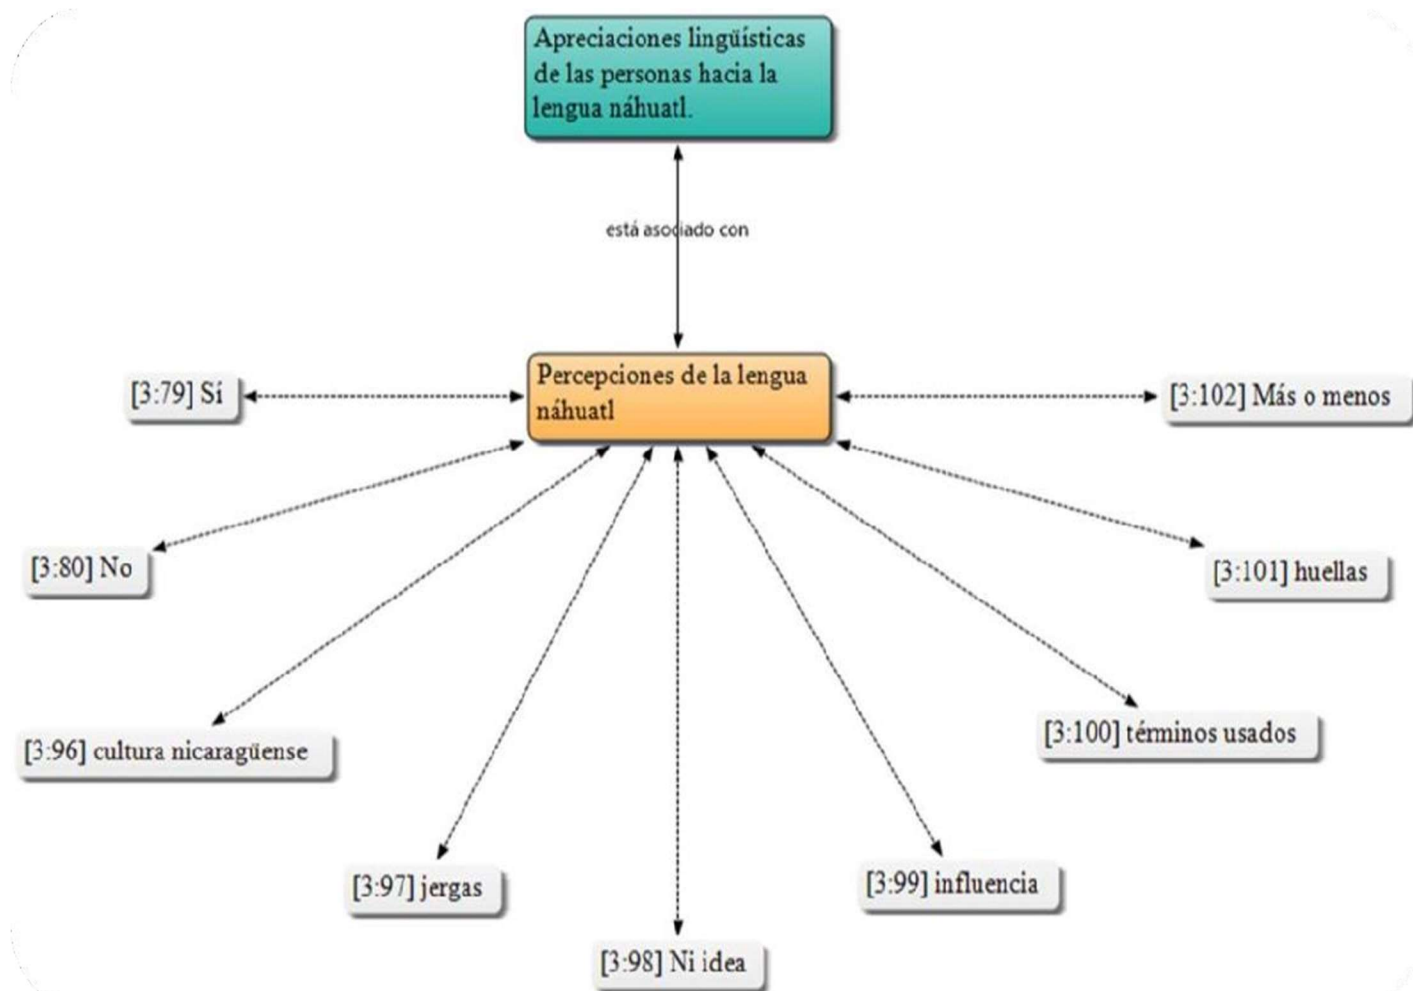 Apreciaciones lingüísticas
de las personas hacia la
lengua náhuatl.
está asociado con
Percepciones de la lengua
náhuatl
[3:79] Sí
[3:102] Más o menos
[3:80] No
[3:101] huellas
[3:96] cultura nicaragüense
[3:100] términos usados
[3:97] jergas
[3:99] influencia
[3:98] Ni idea